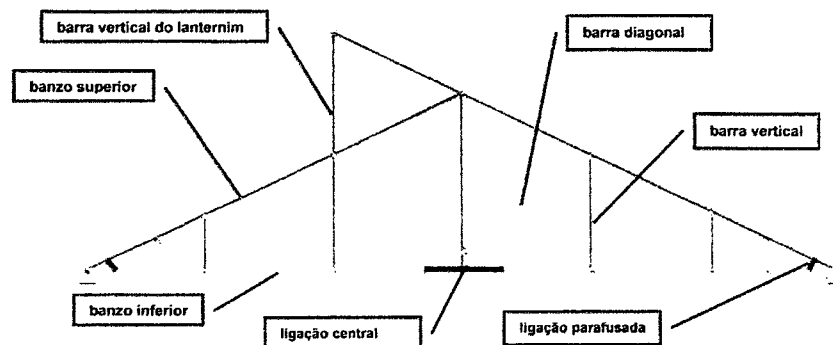 barra vertical do lanternim
barra diagonal
banzo superior
barra vertical
banzo inferior
ligação central
ligação parafusada